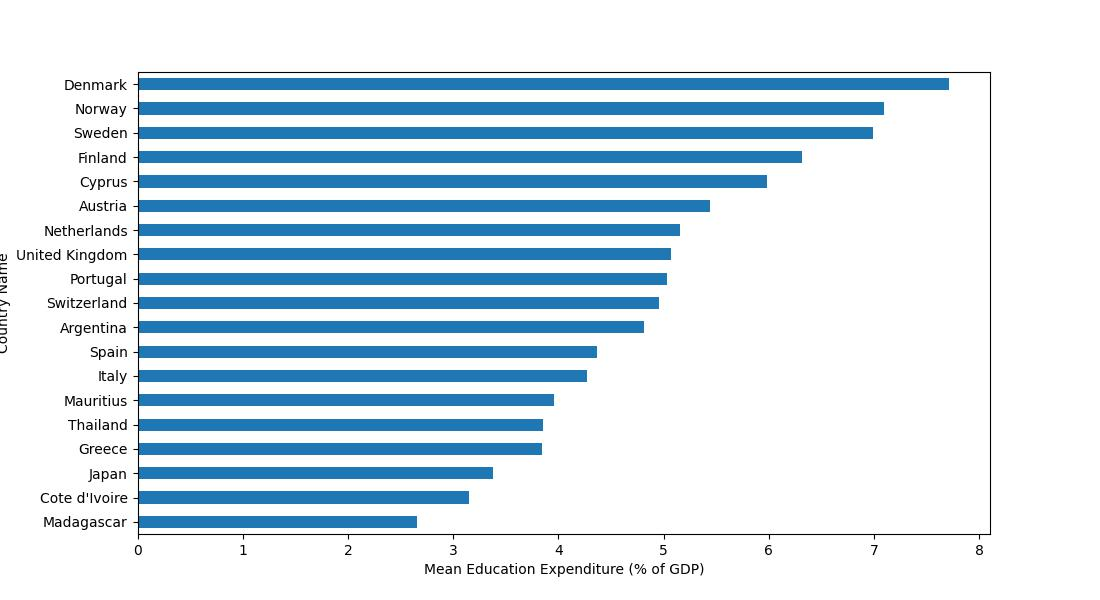 Denmark
Norway
Sweden
Finland
Cyprus
Austria
Netherlands
United Kingdom
Portugal
Switzerland
Argentina
Spain
Italy
Mauritius
Thailand
Greece
Japan
Cote d'Ivoire
Madagascar
Country Name
0 1 2 3 4 5 6 7 8
Mean Education Expenditure (% of GDP)